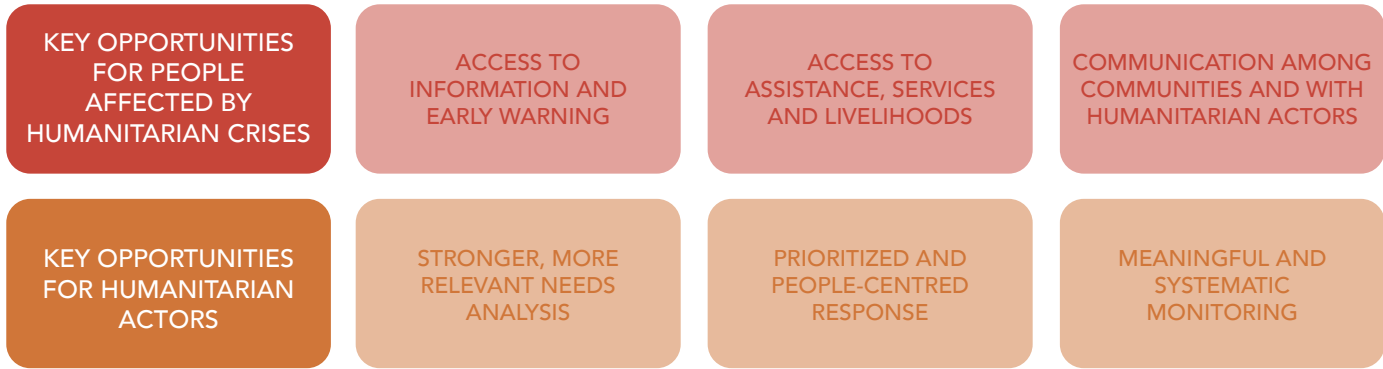 KEY OPPORTUNITIES
FOR PEOPLE
AFFECTED BY
HUMANITARIAN CRISES
ACCESS TO
INFORMATION AND
EARLY WARNING
ACCESS TO
ASSISTANCE, SERVICES
AND LIVELIHOODS
COMMUNICATION AMONG
COMMUNITIES AND WITH
HUMANITARIAN ACTORS
KEY OPPORTUNITIES
FOR HUMANITARIAN
ACTORS
STRONGER, MORE
RELEVANT NEEDS
ANALYSIS
PRIORITIZED AND
PEOPLE-CENTRED
RESPONSE
MEANINGFUL AND
SYSTEMATIC
MONITORING